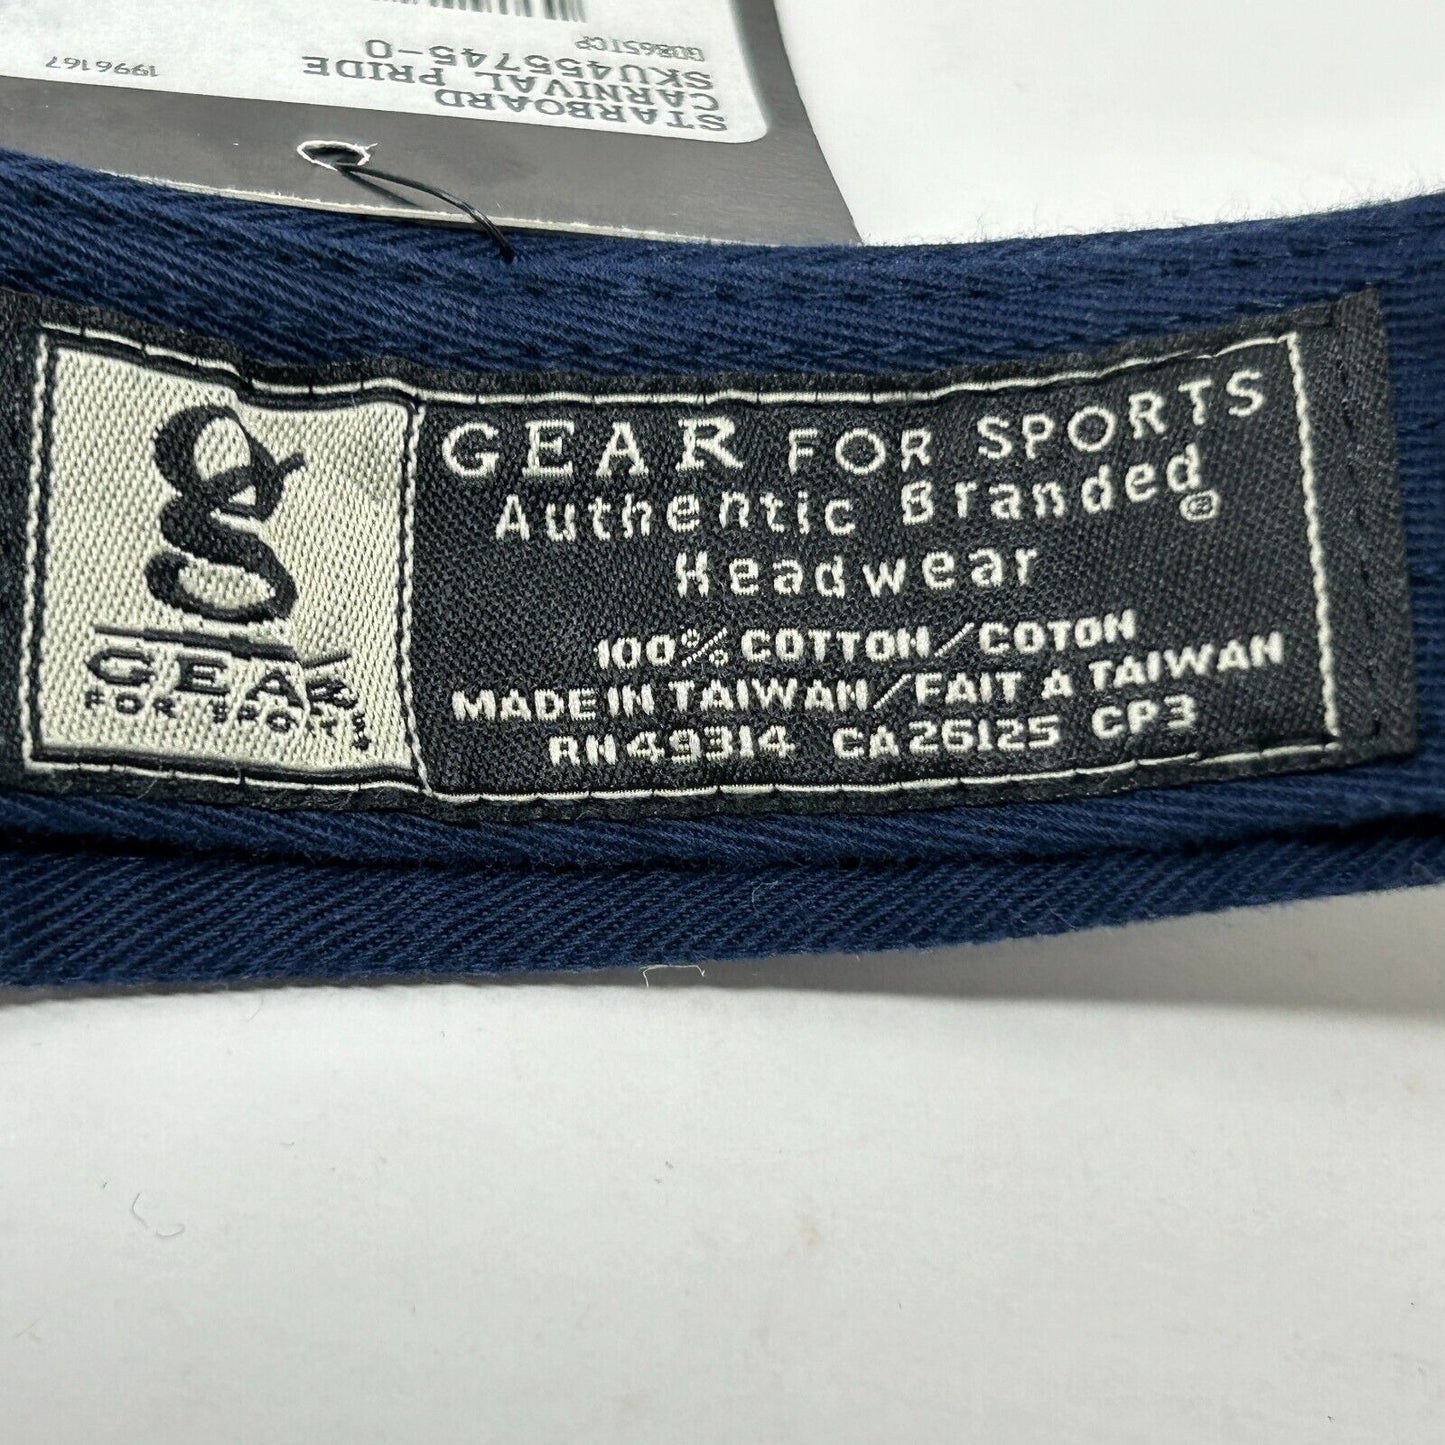 STARBOARD
CARNIVAL PRIDE
SKU455745-0
1996167
GEAR FOR SPORTS
Authentic Branded®
Headwear
100% COTTON/COTON
MADE IN TAIWAN/FAIT A TAIWAN
RN49314 CA26125 CP3
GEAR
FOR SPORTS